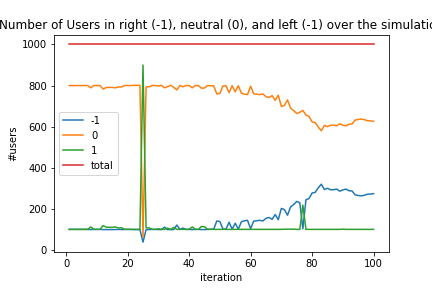 Number of Users in right (-1), neutral (0), and left (-1) over the simulatio
1000
800
600
400
200
0
#users
-1
0
1
total
0 20 40 60 80 100
iteration